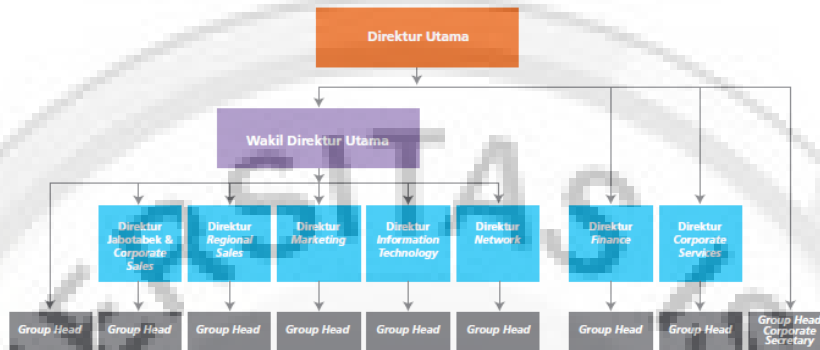 Direktur Utama
Wakil Direktur Utama
Direktur
Jabotabek &
Corporate
Sales
Direktur
Regional
Sales
Direktur
Marketing
Direktur
Information
Technology
Direktur
Network
Direktur
Finance
Direktur
Corporate
Services
Group Head
Group Head
Group Head
Group Head
Group Head
Group Head
Group Head
Group Head
Group Head
Corporate
Secretary
SITAS